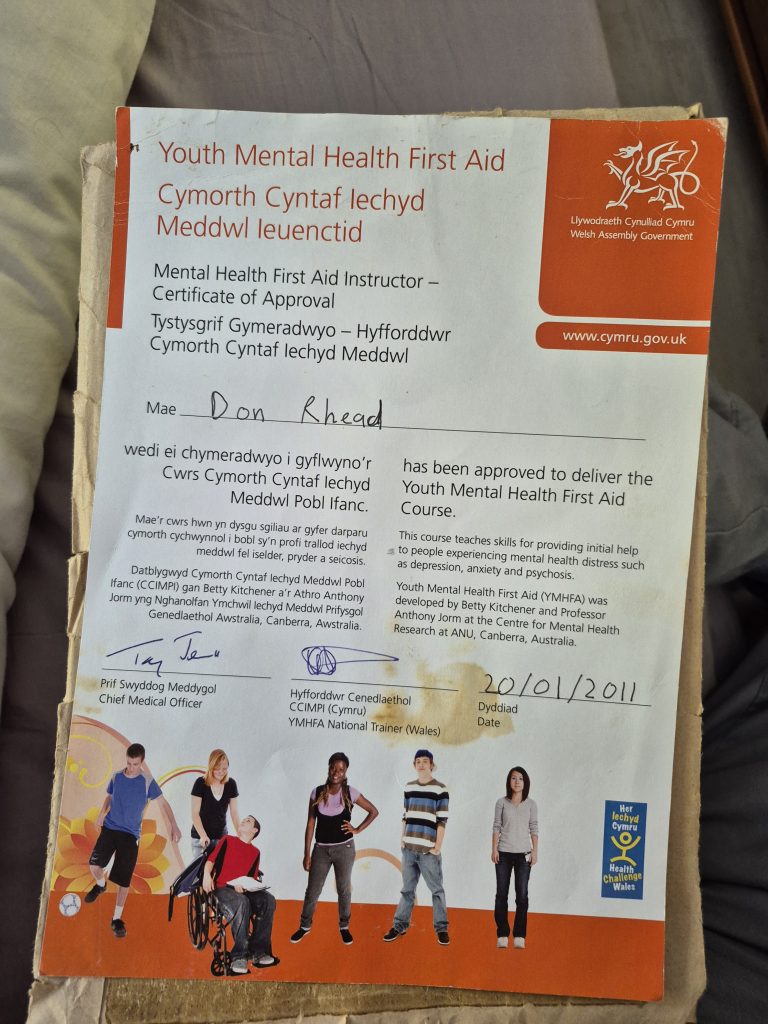 Youth Mental Health First Aid
Cymorth Cyntaf Iechyd
Meddwl Ieuenctid
Llywodraeth Cynulliad Cymru
Welsh Assembly Government
www.cymru.gov.uk
Mental Health First Aid Instructor –
Certificate of Approval
Tystysgrif Gymeradwyo – Hyfforddwr
Cymorth Cyntaf Iechyd Meddwl
Mae Don Rhead
wedi ei chymeradwyo i gyflwyno'r
Cwrs Cymorth Cyntaf Iechyd
Meddwl Pobl Ifanc.
Mae'r cwrs hwn yn dysgu sgiliau ar gyfer darparu
cymorth cychwynnol i bobl sy'n profi trallod iechyd
meddwl fel iselder, pryder a seicosis.
Datblygwyd Cymorth Cyntaf Iechyd Meddwl Pobl
Ifanc (CCIMPI) gan Betty Kitchener a'r Athro Anthony
Jorm yng Nghanolfan Ymchwil Iechyd Meddwl Prifysgol
Genedlaethol Awstralia, Canberra, Awstralia.
has been approved to deliver the
Youth Mental Health First Aid
Course.
This course teaches skills for providing initial help
to people experiencing mental health distress such
as depression, anxiety and psychosis.
Youth Mental Health First Aid (YMHFA) was
developed by Betty Kitchener and Professor
Anthony Jorm at the Centre for Mental Health
Research at ANU, Canberra, Australia.
Prif Swyddog Meddygol
Chief Medical Officer
Hyfforddwr Cenedlaethol
CCIMPI (Cymru)
YMHFA National Trainer (Wales)
20/01/2011
Dyddiad
Date
Her
Iechyd
Cymru
Health
Challenge
Wales